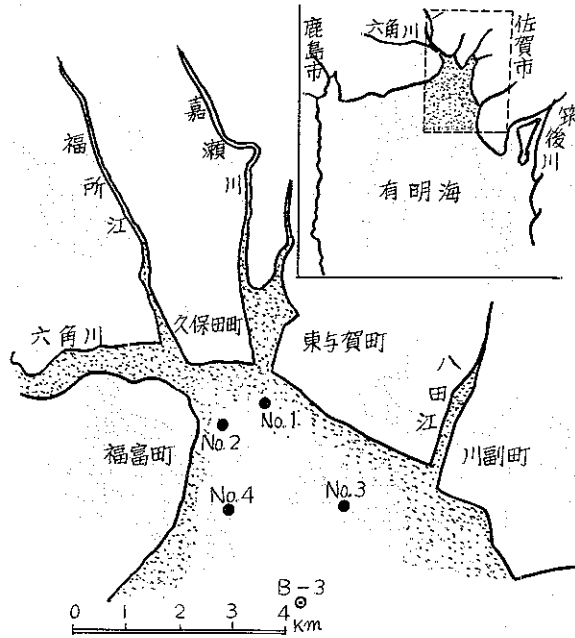 鹿島市
六角川
佐賀市
筑後川
有明海
福所江
嘉瀬川
六角川
久保田町
東与賀町
八田江
福富町
川副町
No.1
No.2
No.4
No.3
B-3
0 1 2 3 4 Km